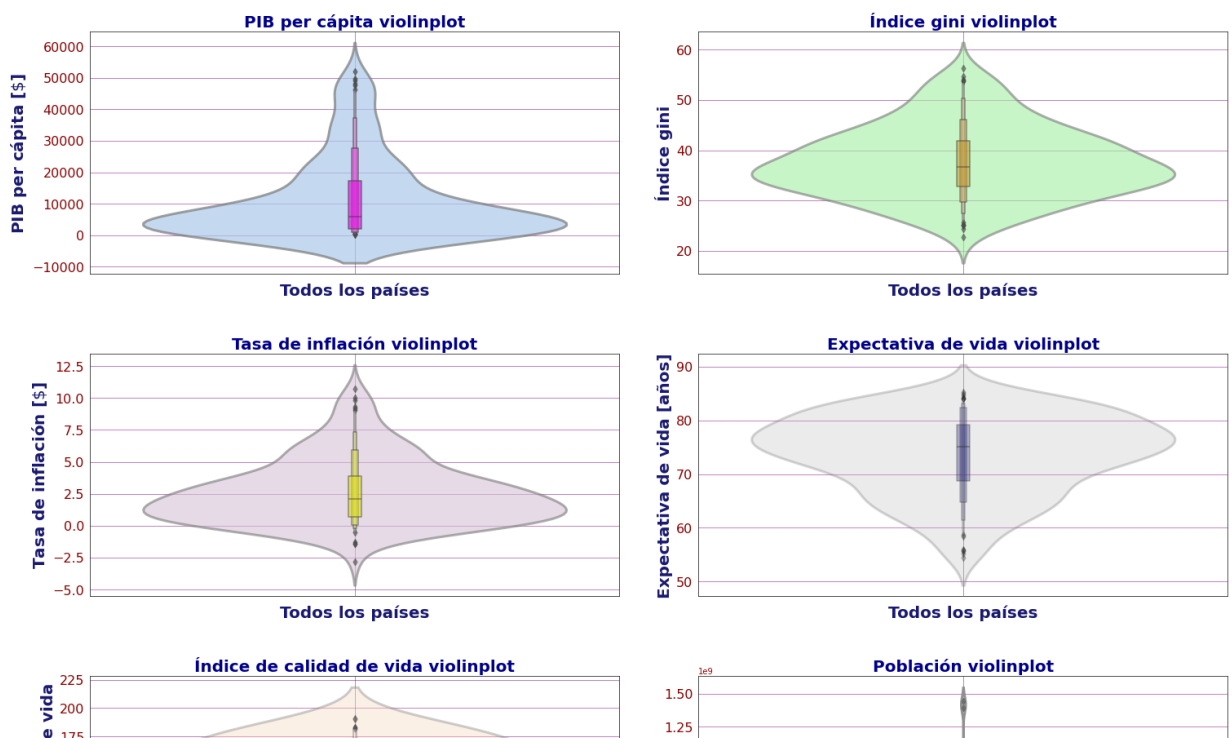 PIB per cápita violinplot
PIB per cápita [$]
60000
50000
40000
30000
20000
10000
0
−10000
Todos los países
Índice gini violinplot
Índice gini
60
50
40
30
20
Todos los países
Tasa de inflación violinplot
Tasa de inflación [$]
12.5
10.0
7.5
5.0
2.5
0.0
−2.5
−5.0
Todos los países
Expectativa de vida violinplot
Expectativa de vida [años]
90
80
70
60
50
Todos los países
Índice de calidad de vida violinplot
e vida
225
200
175
Población violinplot
1e9
1.50
1.25